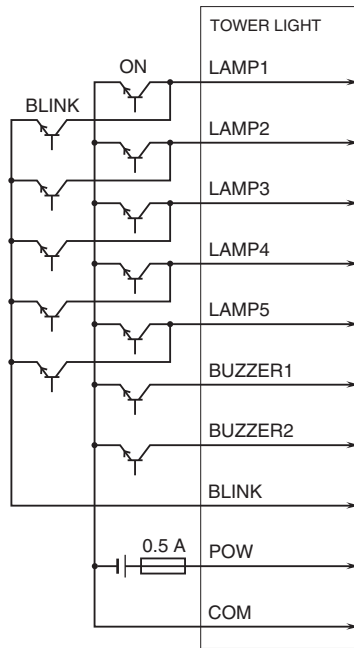 TOWER LIGHT
ON
LAMP1
BLINK
LAMP2
LAMP3
LAMP4
LAMP5
BUZZER1
BUZZER2
BLINK
0.5 A
POW
COM